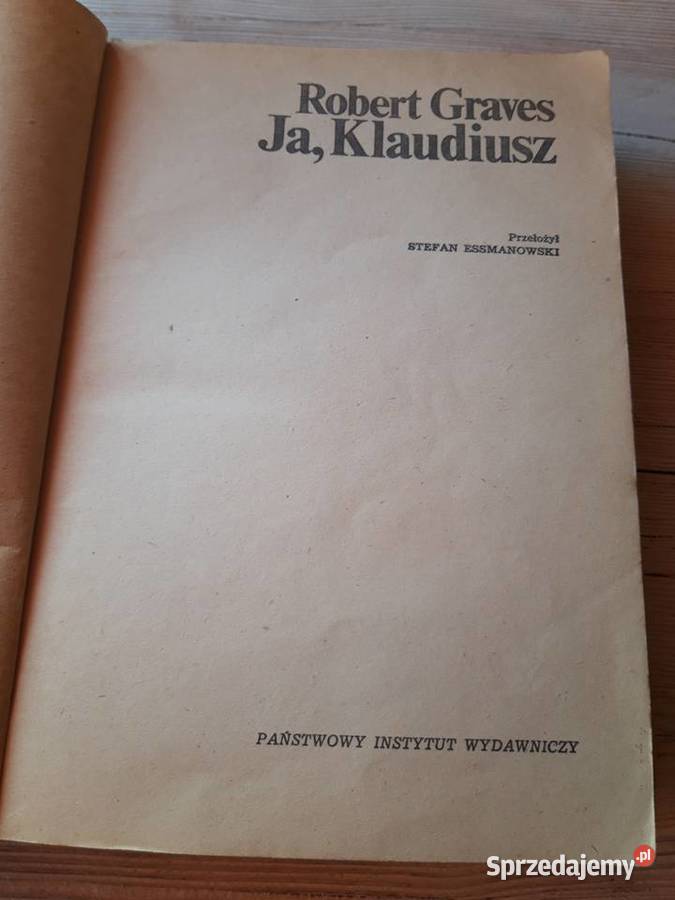 Robert Graves
Ja, Klaudiusz
Przełożył
STEFAN ESSMANOWSKI
PAŃSTWOWY INSTYTUT WYDAWNICZY
Sprzedajemy.pl